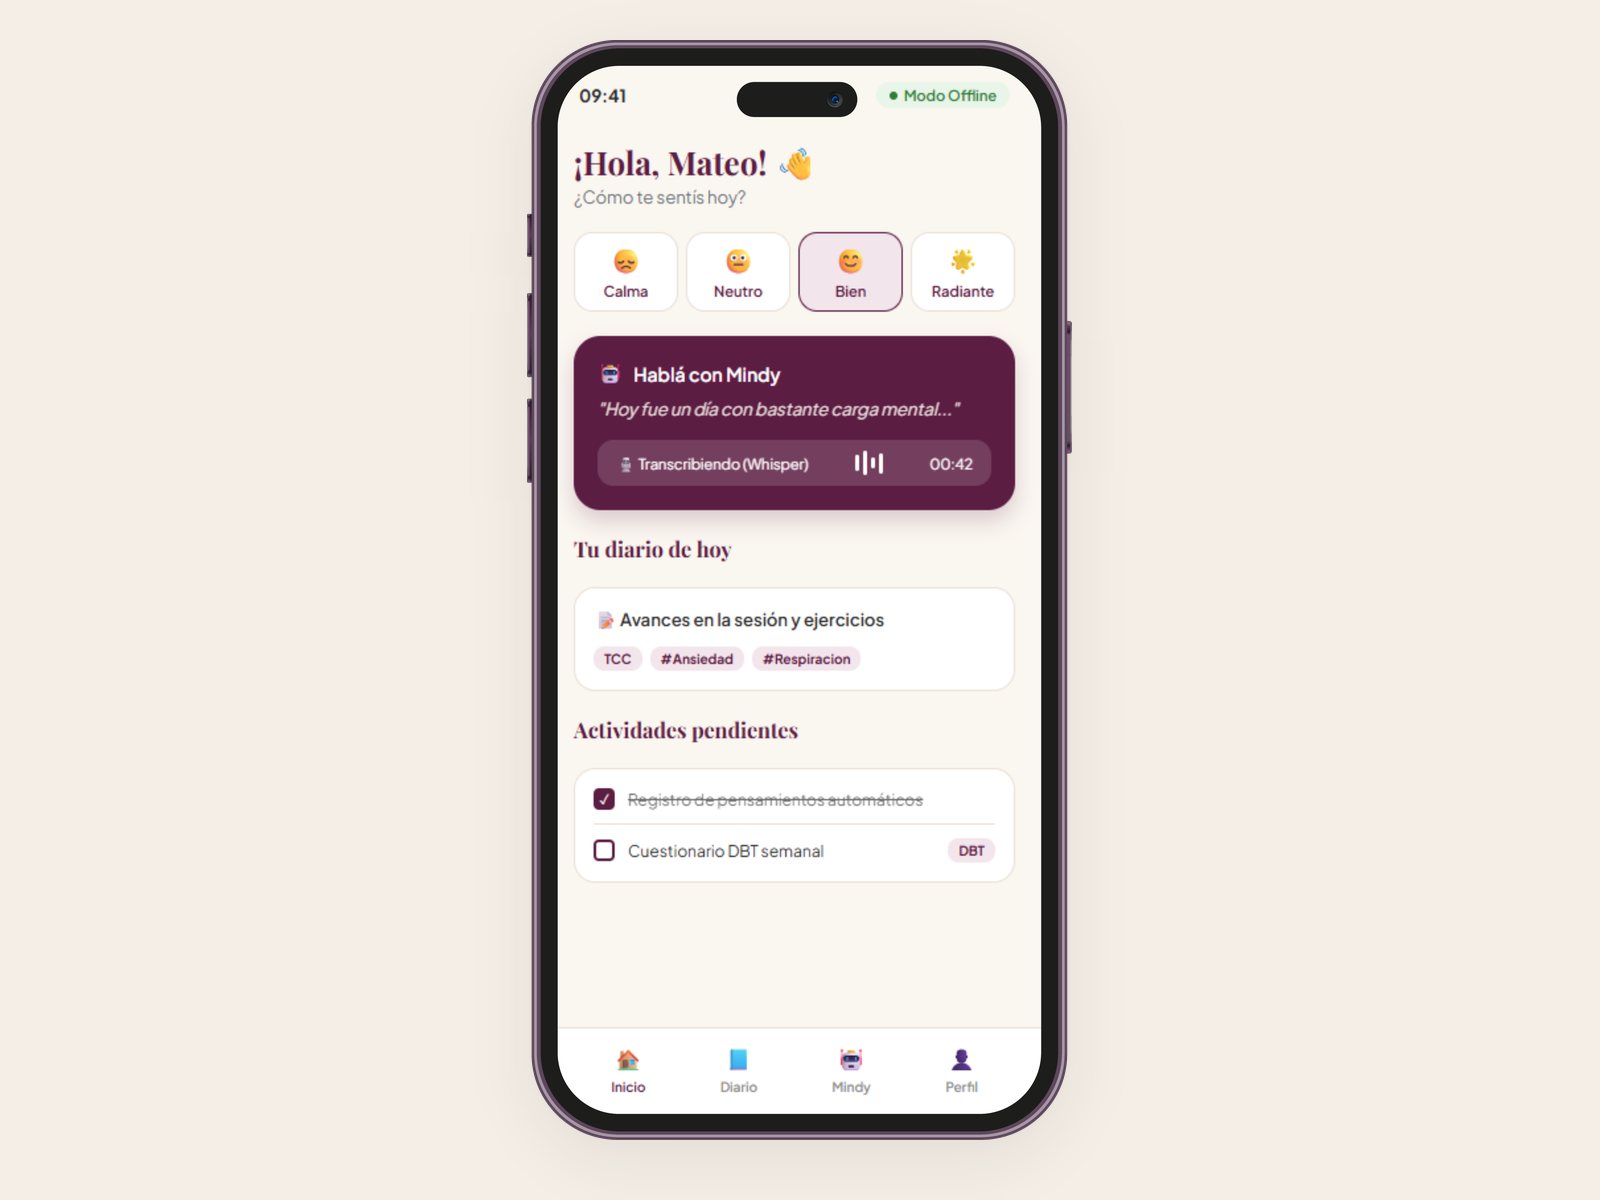 09:41
Modo Offline
¡Hola, Mateo! 👋
¿Cómo te sentís hoy?
Calma
Neutro
Bien
Radiante
Hablá con Mindy
"Hoy fue un día con bastante carga mental..."
Transcribiendo (Whisper)
00:42
Tu diario de hoy
Avances en la sesión y ejercicios
TCC
#Ansiedad
#Respiracion
Actividades pendientes
Registro de pensamientos automáticos
Cuestionario DBT semanal
DBT
Inicio
Diario
Mindy
Perfil